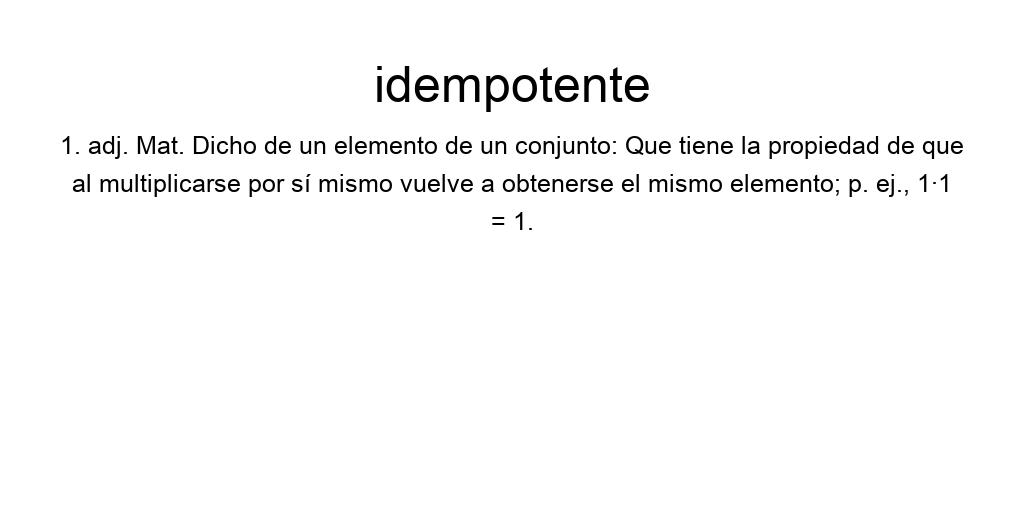 idempotente
1. adj. Mat. Dicho de un elemento de un conjunto: Que tiene la propiedad de que
al multiplicarse por sí mismo vuelve a obtenerse el mismo elemento; p. ej., 1·1
= 1.